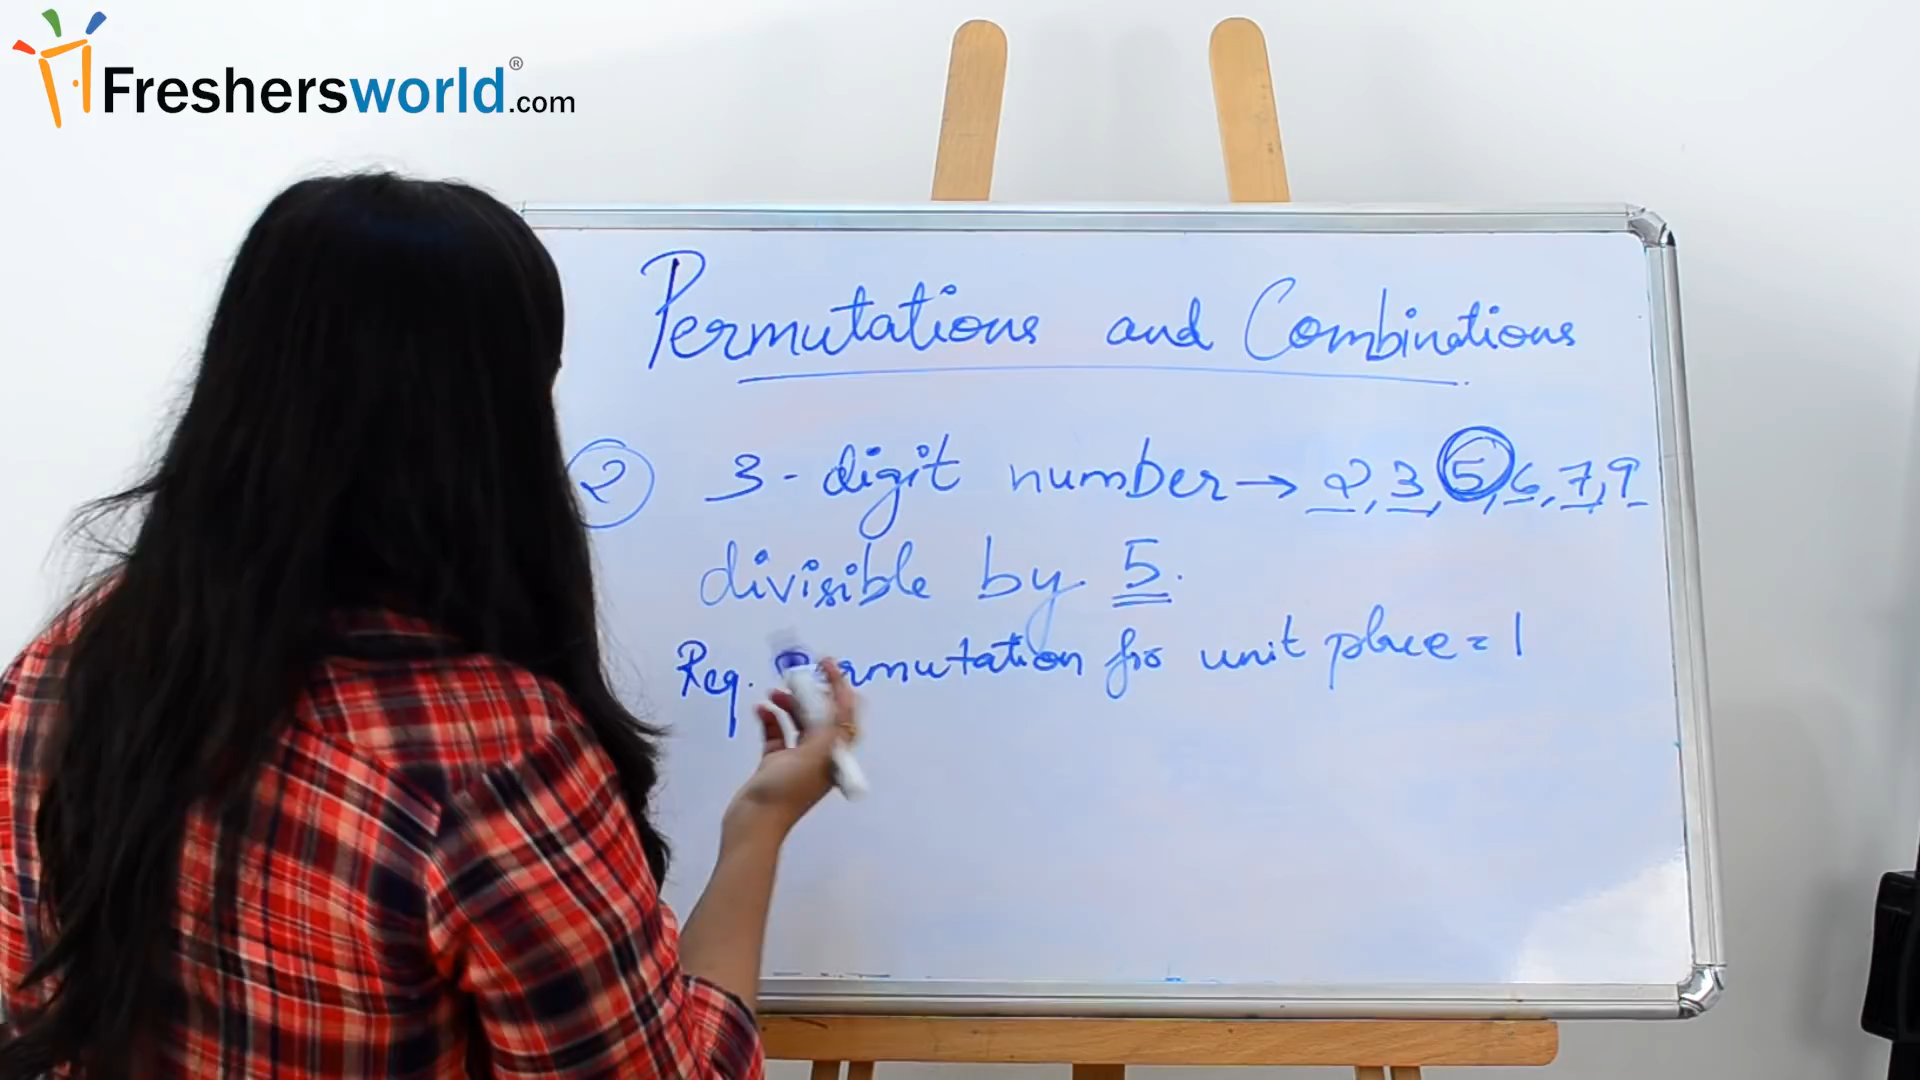 Freshersworld.com®
Permutations and Combinations
2 3-digit number → 2, 3, 5, 6, 7, 9
divisible by 5.
Req. Permutation for unit place = 1